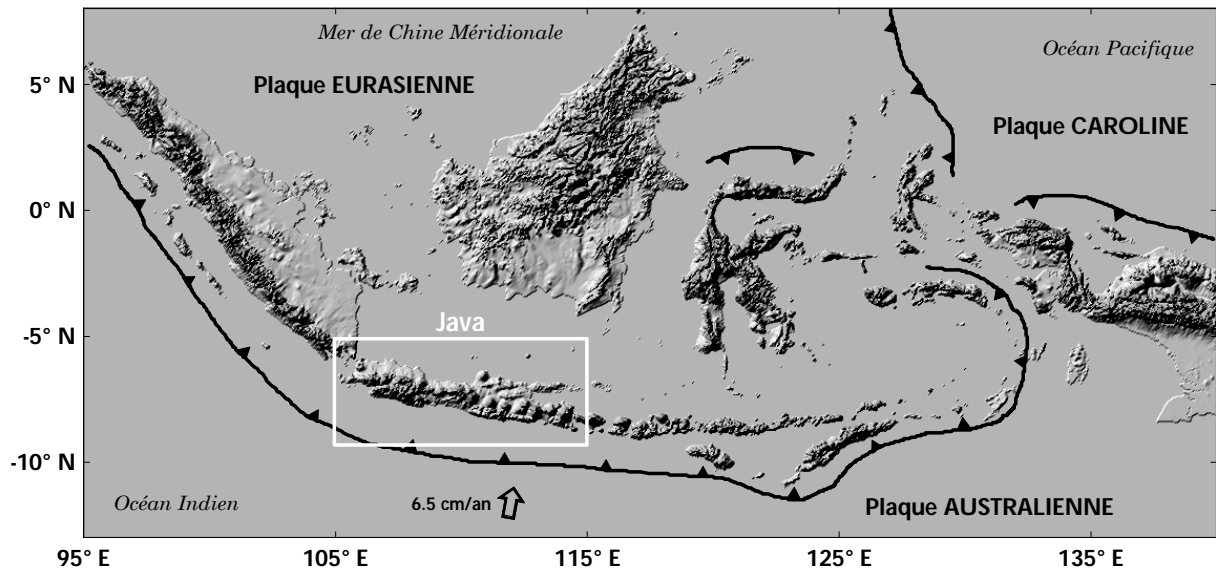 Mer de Chine Méridionale
Océan Pacifique
5° N
Plaque EURASIENNE
Plaque CAROLINE
0° N
-5° N
Java
-10° N
Océan Indien
6.5 cm/an
Plaque AUSTRALIENNE
95° E
105° E
115° E
125° E
135° E